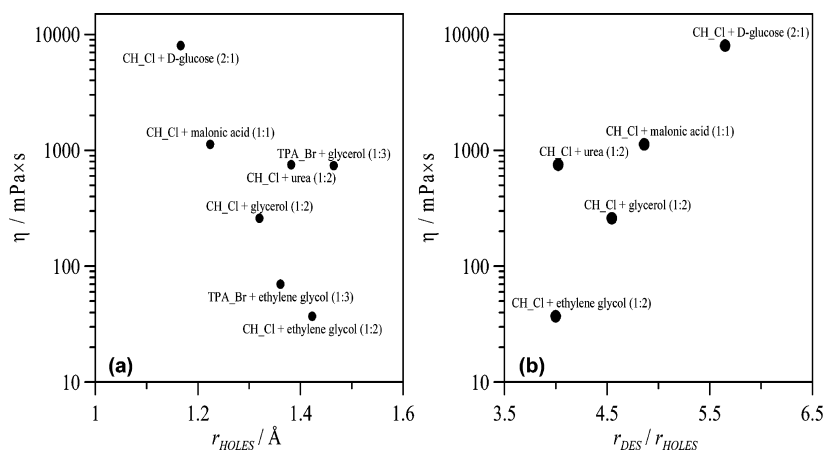 10000
1000
100
10
η / mPa×s
CH_Cl + D-glucose (2:1)
CH_Cl + malonic acid (1:1)
TPA_Br + glycerol (1:3)
CH_Cl + urea (1:2)
CH_Cl + glycerol (1:2)
TPA_Br + ethylene glycol (1:3)
CH_Cl + ethylene glycol (1:2)
(a)
1 1.2 1.4 1.6
r_HOLES / Å
10000
1000
100
10
η / mPa×s
CH_Cl + D-glucose (2:1)
CH_Cl + malonic acid (1:1)
CH_Cl + urea (1:2)
CH_Cl + glycerol (1:2)
CH_Cl + ethylene glycol (1:2)
(b)
3.5 4.5 5.5 6.5
r_DES / r_HOLES